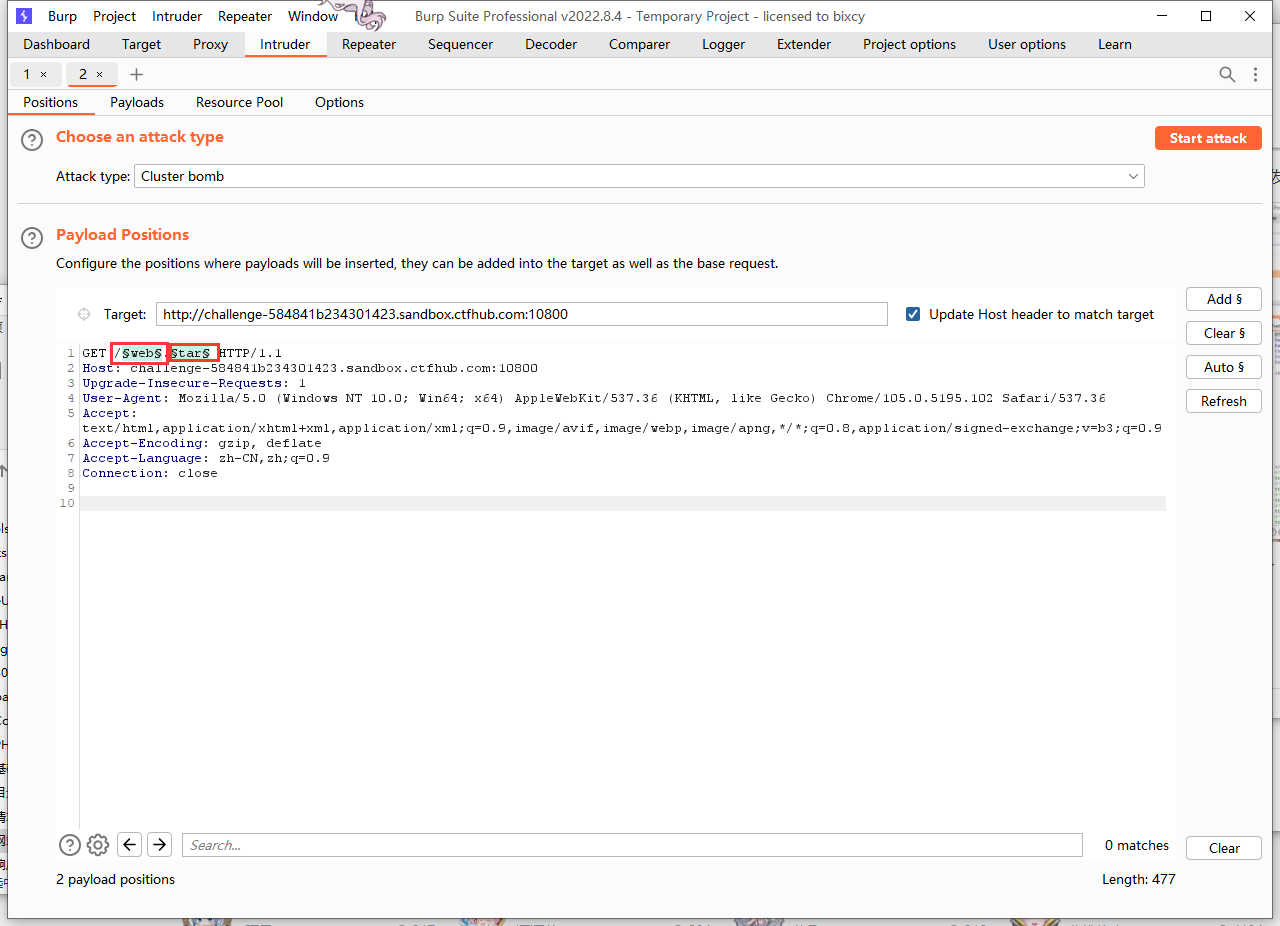 Burp Project Intruder Repeater Window Burp Suite Professional v2022.8.4 - Temporary Project - licensed to bixcy
Dashboard Target Proxy Intruder Repeater Sequencer Decoder Comparer Logger Extender Project options User options Learn
1 × 2 × +
Positions Payloads Resource Pool Options
? Choose an attack type Start attack
Attack type: Cluster bomb
? Payload Positions
Configure the positions where payloads will be inserted, they can be added into the target as well as the base request.
Add §
Target: http://challenge-584841b234301423.sandbox.ctfhub.com:10800 Update Host header to match target
Clear §
1 GET /§web§.§tar§ HTTP/1.1
2 Host: challenge-584841b234301423.sandbox.ctfhub.com:10800
Auto §
3 Upgrade-Insecure-Requests: 1
4 User-Agent: Mozilla/5.0 (Windows NT 10.0; Win64; x64) AppleWebKit/537.36 (KHTML, like Gecko) Chrome/105.0.5195.102 Safari/537.36
Refresh
5 Accept:
text/html,application/xhtml+xml,application/xml;q=0.9,image/avif,image/webp,image/apng,*/*;q=0.8,application/signed-exchange;v=b3;q=0.9
6 Accept-Encoding: gzip, deflate
7 Accept-Language: zh-CN,zh;q=0.9
8 Connection: close
9
10
? Search... 0 matches Clear
2 payload positions Length: 477